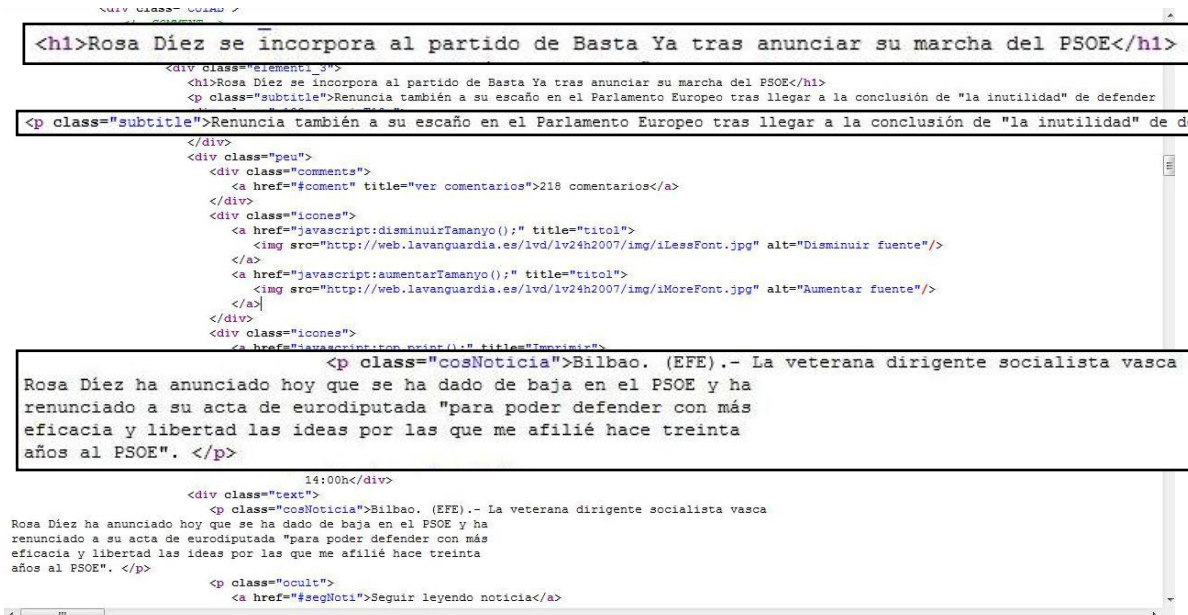 <h1>Rosa Díez se incorpora al partido de Basta Ya tras anunciar su marcha del PSOE</h1>
<div class="element1_3">
<h1>Rosa Díez se incorpora al partido de Basta Ya tras anunciar su marcha del PSOE</h1>
<p class="subtitle">Renuncia también a su escaño en el Parlamento Europeo tras llegar a la conclusión de "la inutilidad" de defender
<p class="subtitle">Renuncia también a su escaño en el Parlamento Europeo tras llegar a la conclusión de "la inutilidad" de d
</div>
<div class="peu">
<div class="comments">
<a href="#coment" title="ver comentarios">218 comentarios</a>
</div>
<div class="icones">
<a href="javascript:disminuirTamanyo();" title="titol">
<img src="http://web.lavanguardia.es/lvd/lv24h2007/img/iLessFont.jpg" alt="Disminuir fuente"/>
</a>
<a href="javascript:aumentarTamanyo();" title="titol">
<img src="http://web.lavanguardia.es/lvd/lv24h2007/img/iMoreFont.jpg" alt="Aumentar fuente"/>
</a>
</div>
<div class="icones">
<a href="javascript:top.print();" title="Imprimir">
<p class="cosNoticia">Bilbao. (EFE).- La veterana dirigente socialista vasca
Rosa Díez ha anunciado hoy que se ha dado de baja en el PSOE y ha
renunciado a su acta de eurodiputada "para poder defender con más
eficacia y libertad las ideas por las que me afilié hace treinta
años al PSOE". </p>
14:00h</div>
<div class="text">
<p class="cosNoticia">Bilbao. (EFE).- La veterana dirigente socialista vasca
Rosa Díez ha anunciado hoy que se ha dado de baja en el PSOE y ha
renunciado a su acta de eurodiputada "para poder defender con más
eficacia y libertad las ideas por las que me afilié hace treinta
años al PSOE". </p>
<p class="ocult">
<a href="#segNoti">Seguir leyendo noticia</a>